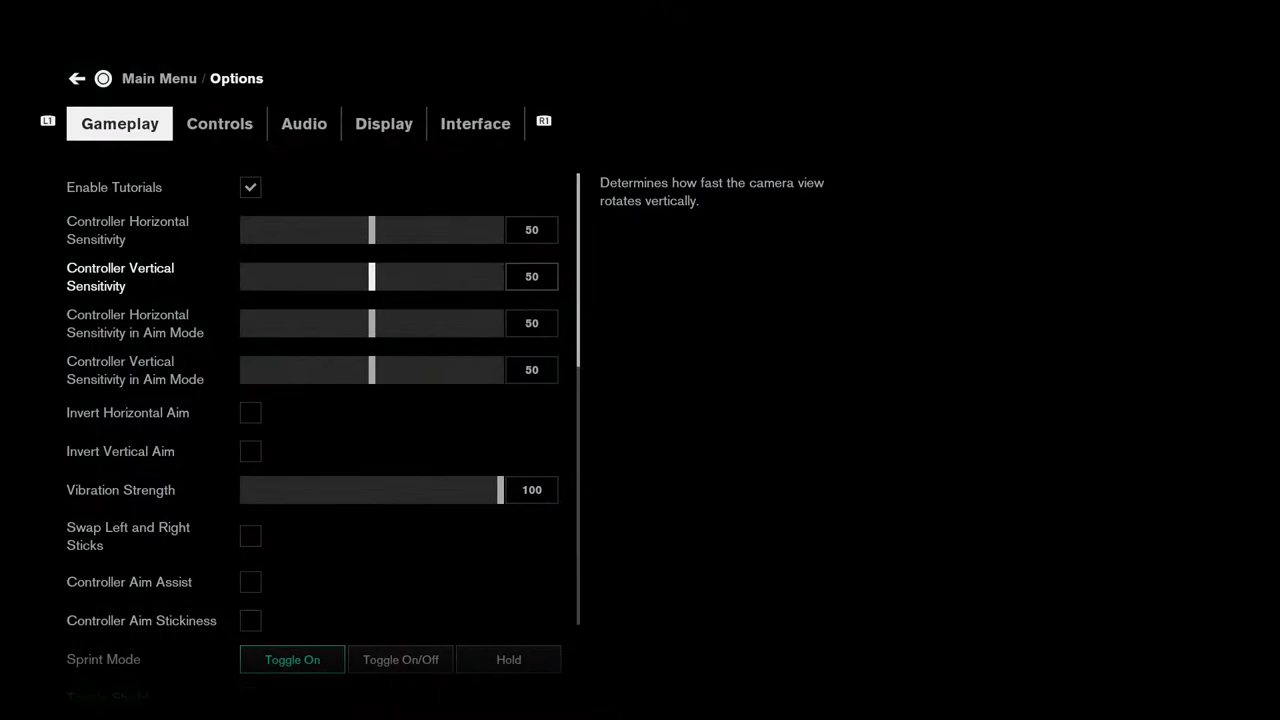 Main Menu / Options
L1 Gameplay Controls Audio Display Interface R1
Enable Tutorials
Determines how fast the camera view
rotates vertically.
Controller Horizontal
Sensitivity
50
Controller Vertical
Sensitivity
50
Controller Horizontal
Sensitivity in Aim Mode
50
Controller Vertical
Sensitivity in Aim Mode
50
Invert Horizontal Aim
Invert Vertical Aim
Vibration Strength 100
Swap Left and Right
Sticks
Controller Aim Assist
Controller Aim Stickiness
Sprint Mode Toggle On Toggle On/Off Hold